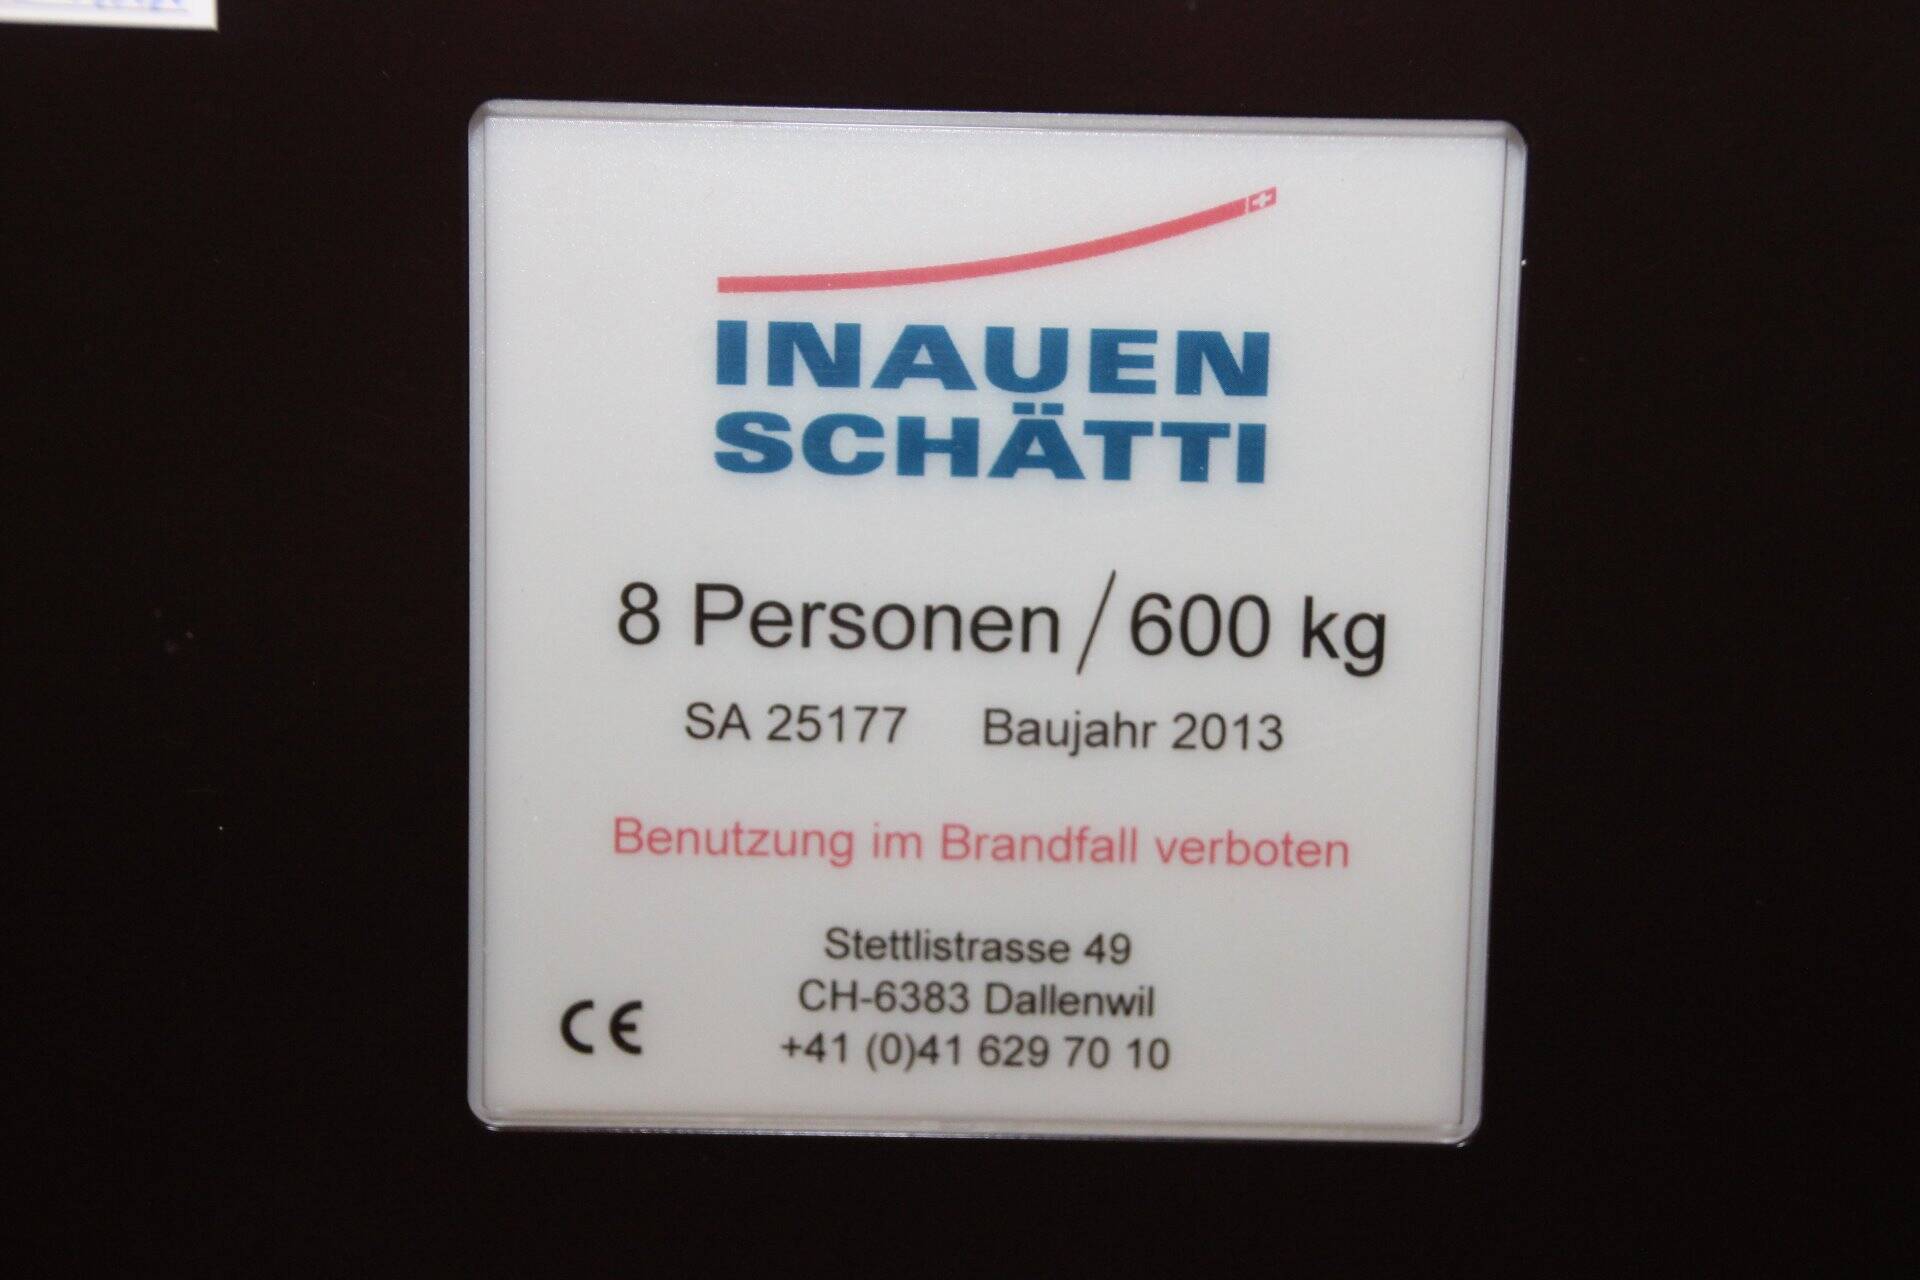 INAUEN
SCHÄTTI
8 Personen / 600 kg
SA 25177 Baujahr 2013
Benutzung im Brandfall verboten
Stettlistrasse 49
CH-6383 Dallenwil
+41 (0)41 629 70 10
CE